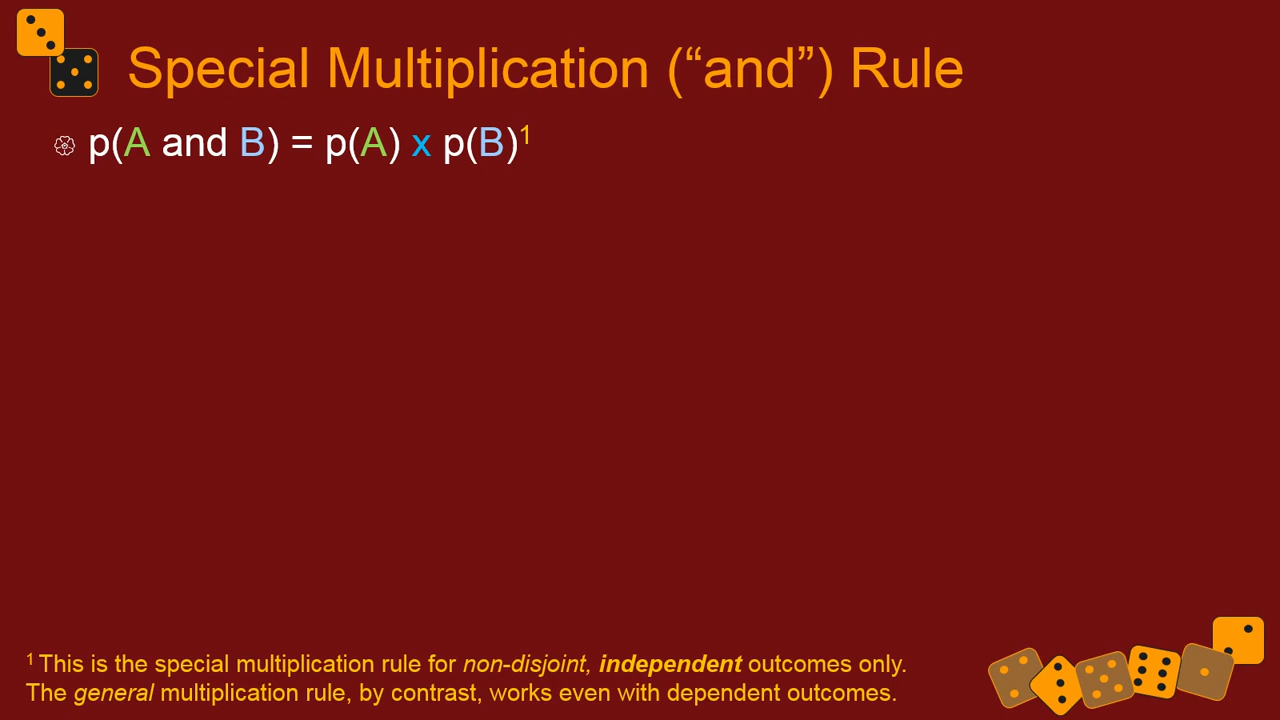 Special Multiplication (“and”) Rule
p(A and B) = p(A) x p(B)¹
¹ This is the special multiplication rule for non-disjoint, independent outcomes only.
The general multiplication rule, by contrast, works even with dependent outcomes.